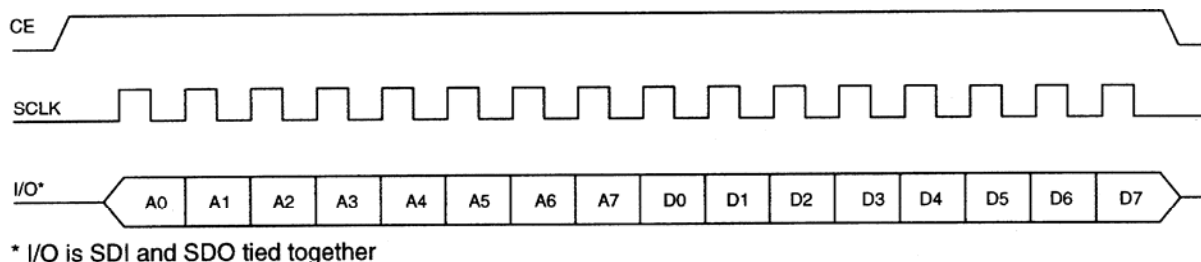 CE
SCLK
I/O*
A0 A1 A2 A3 A4 A5 A6 A7 D0 D1 D2 D3 D4 D5 D6 D7
* I/O is SDI and SDO tied together